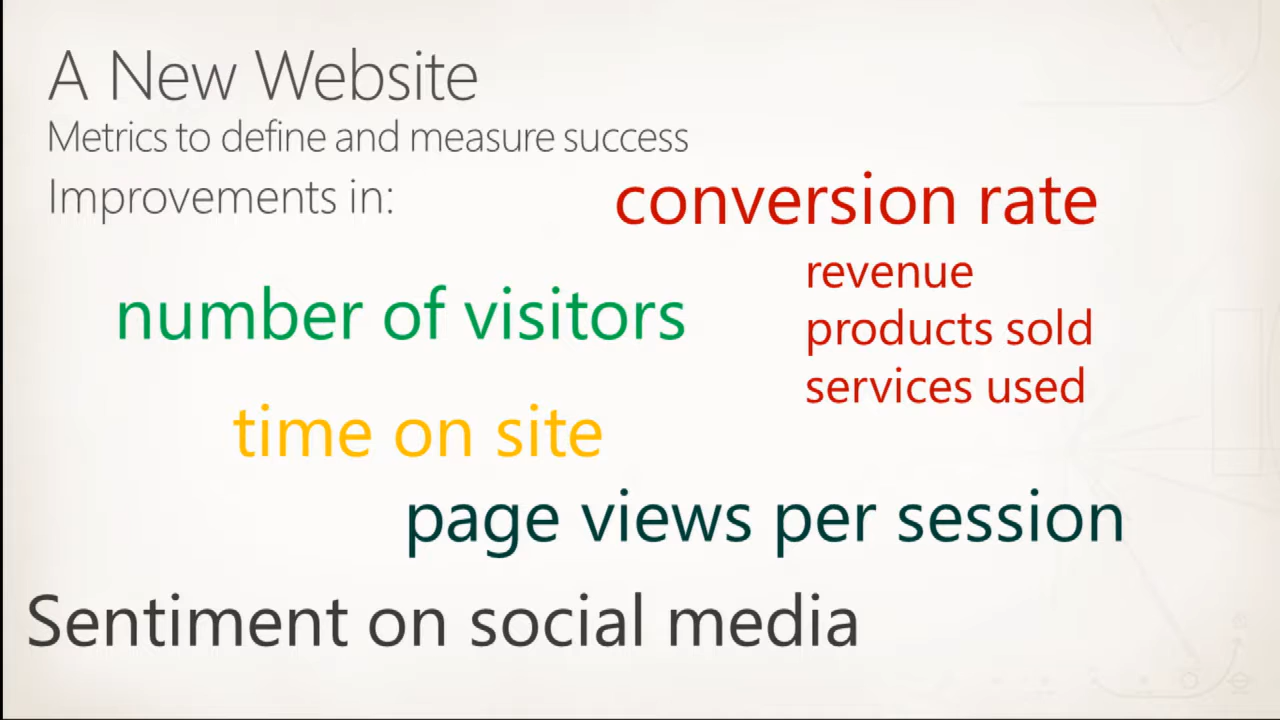 A New Website
Metrics to define and measure success
Improvements in:
conversion rate
revenue
products sold
services used
number of visitors
time on site
page views per session
Sentiment on social media